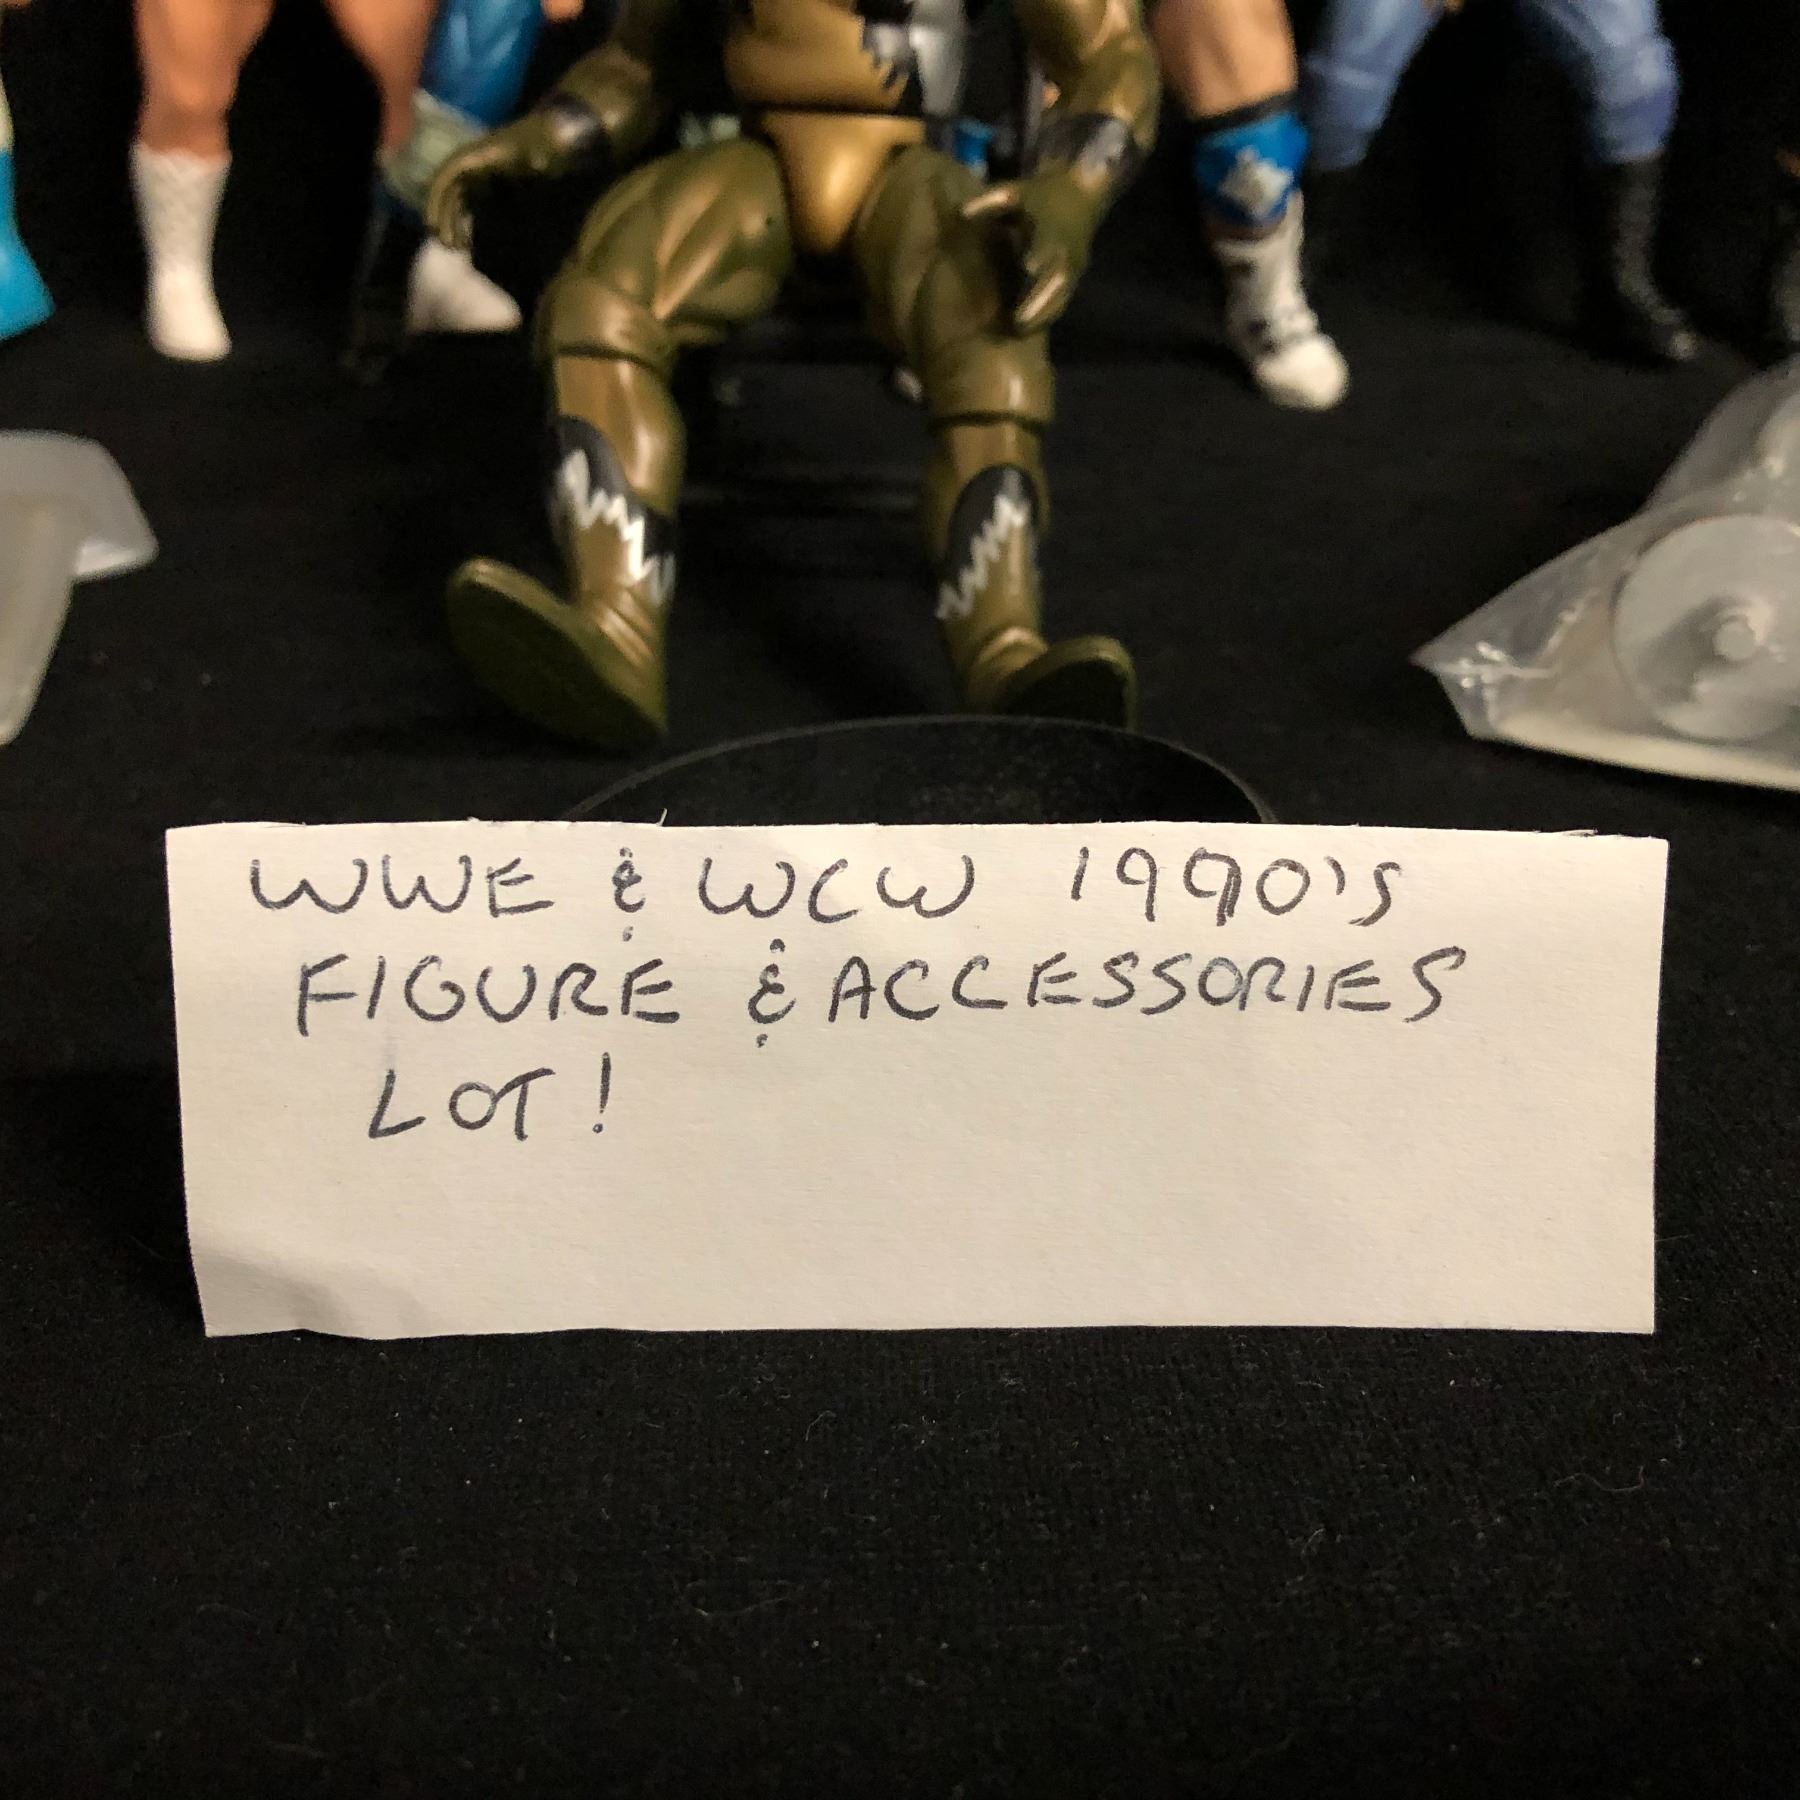 WWE & WCW 1990's
FIGURE & ACCESSORIES
LOT!